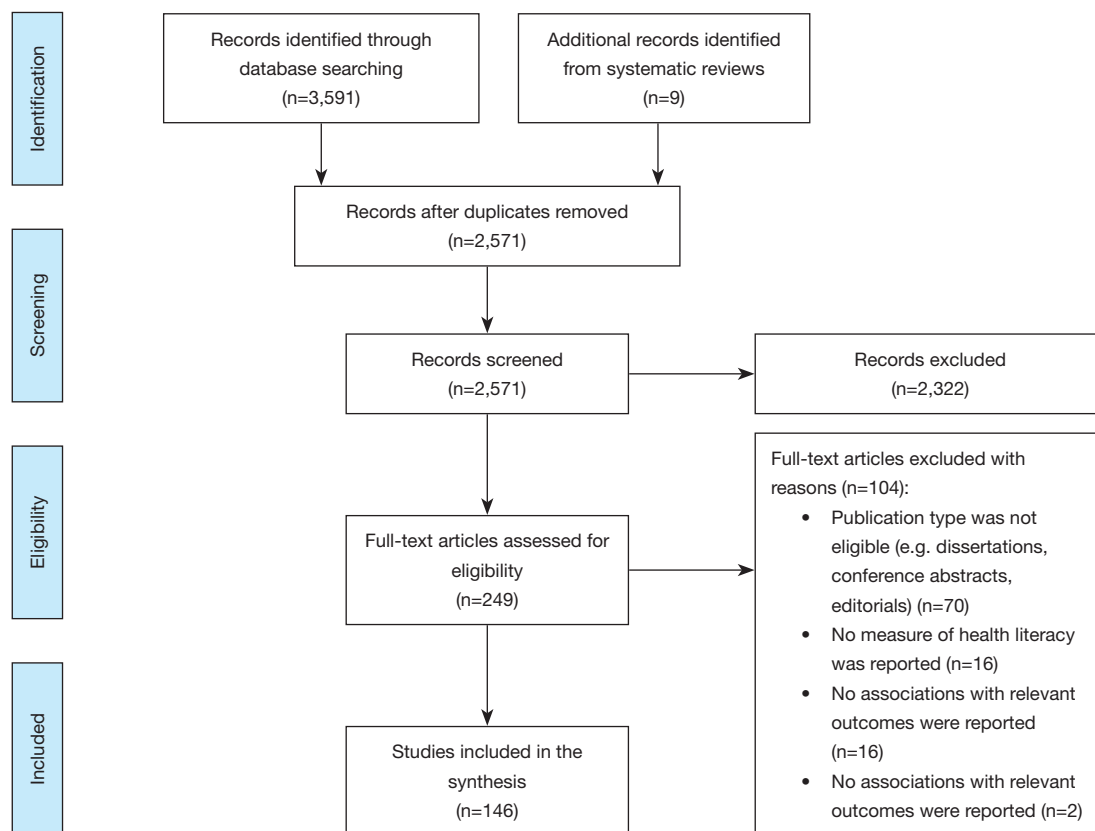 Identification
Records identified through
database searching
(n=3,591)
Additional records identified
from systematic reviews
(n=9)
Records after duplicates removed
(n=2,571)
Screening
Records screened
(n=2,571)
Records excluded
(n=2,322)
Eligibility
Full-text articles assessed for
eligibility
(n=249)
Full-text articles excluded with
reasons (n=104):
• Publication type was not
eligible (e.g. dissertations,
conference abstracts,
editorials) (n=70)
• No measure of health literacy
was reported (n=16)
• No associations with relevant
outcomes were reported
(n=16)
• No associations with relevant
outcomes were reported (n=2)
Included
Studies included in the
synthesis
(n=146)